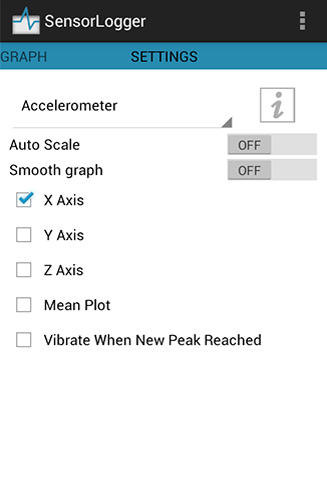 SensorLogger
GRAPH SETTINGS
Accelerometer
i
Auto Scale OFF
Smooth graph OFF
X Axis
Y Axis
Z Axis
Mean Plot
Vibrate When New Peak Reached